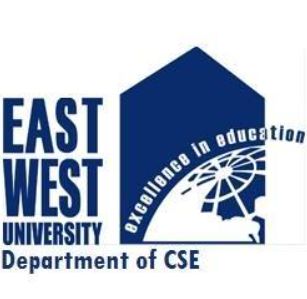 EAST
WEST
UNIVERSITY
excellence in education
Department of CSE